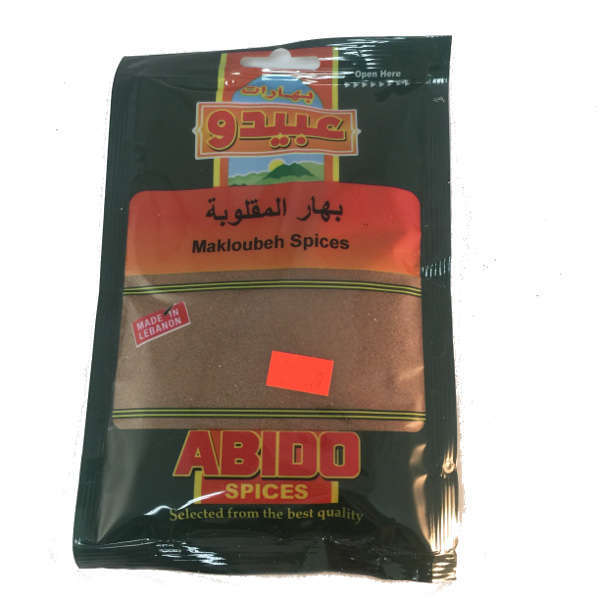 Open Here
بهارات
عبيدو
بهار المقلوبة
Makloubeh Spices
MADE IN
LEBANON
ABIDO
SPICES
Selected from the best quality